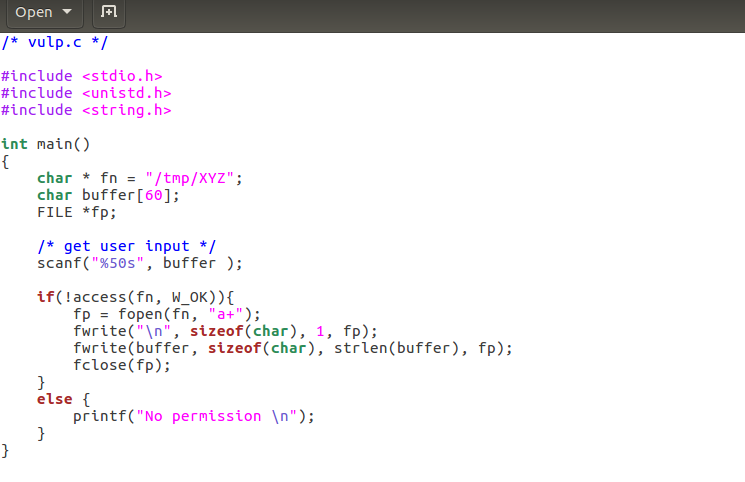 Open
/* vulp.c */
#include <stdio.h>
#include <unistd.h>
#include <string.h>
int main()
{
    char * fn = "/tmp/XYZ";
    char buffer[60];
    FILE *fp;
    /* get user input */
    scanf("%50s", buffer );
    if(!access(fn, W_OK)){
        fp = fopen(fn, "a+");
        fwrite("\n", sizeof(char), 1, fp);
        fwrite(buffer, sizeof(char), strlen(buffer), fp);
        fclose(fp);
    }
    else {
        printf("No permission \n");
    }
}